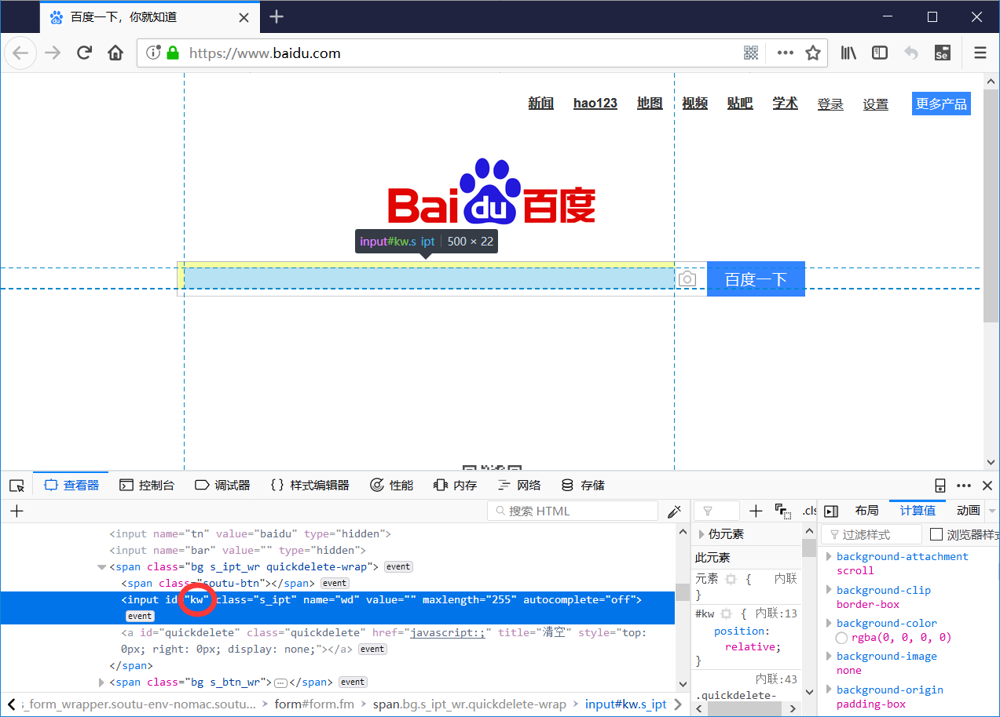 百度一下，你就知道
https://www.baidu.com
Se
新闻 hao123 地图 视频 贴吧 学术 登录 设置 更多产品
Bai du 百度
input#kw.s ipt 500 × 22
百度一下
查看器 控制台 调试器 {} 样式编辑器 性能 内存 网络 存储
搜索 HTML
.cls
布局 计算值 动画
<input name="tn" value="baidu" type="hidden">
<input name="bar" value="" type="hidden">
<span class="bg s_ipt_wr quickdelete-wrap"> event
<span class="soutu-btn"></span> event
<input id="kw" class="s_ipt" name="wd" value="" maxlength="255" autocomplete="off">
event
<a id="quickdelete" class="quickdelete" href="javascript:;" title="清空" style="top:
0px; right: 0px; display: none;"></a> event
</span>
<span class="bg s_btn_wr"></span> event
s_form_wrapper.soutu-env-nomac.soutu... form#form.fm span.bg.s_ipt_wr.quickdelete-wrap input#kw.s_ipt
伪元素
此元素
元素 { 内联
}
#kw { 内联:13
position:
relative;
}
内联:43
.quickdelete-
过滤样式 浏览器样式
background-attachment
scroll
background-clip
border-box
background-color
rgba(0, 0, 0, 0)
background-image
none
background-origin
padding-box